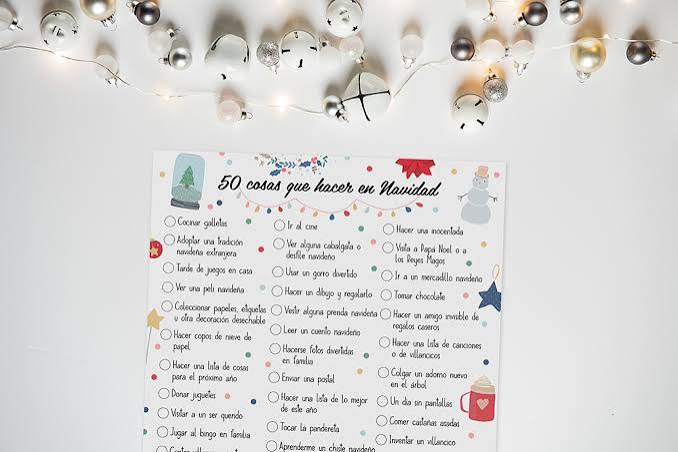 50 cosas que hacer en Navidad
Cocinar galletas
Adoptar una tradición
navideña extranjera
Tarde de juegos en casa
Ver una peli navideña
Coleccionar papeles, etiquetas
u otra decoración desechable
Hacer copos de nieve de
papel
Hacer una lista de cosas
para el próximo año
Donar juguetes
Visitar a un ser querido
Jugar al bingo en familia
Ir al cine
Ver alguna cabalgata o
desfile navideño
Usar un gorro divertido
Hacer un dibujo y regalarlo
Vestir alguna prenda navideña
Leer un cuento navideño
Hacerse fotos divertidas
en familia
Enviar una postal
Hacer una lista de lo mejor
de este año
Tocar la pandereta
Aprenderme un chiste navideño
Hacer una inocentada
Visita a Papá Noel o a
los Reyes Magos
Ir a un mercadillo navideño
Tomar chocolate
Hacer un amigo invisible de
regalos caseros
Hacer una lista de canciones
o de villancicos
Colgar un adorno nuevo
en el árbol
Un día sin pantallas
Comer castañas asadas
Inventar un villancico